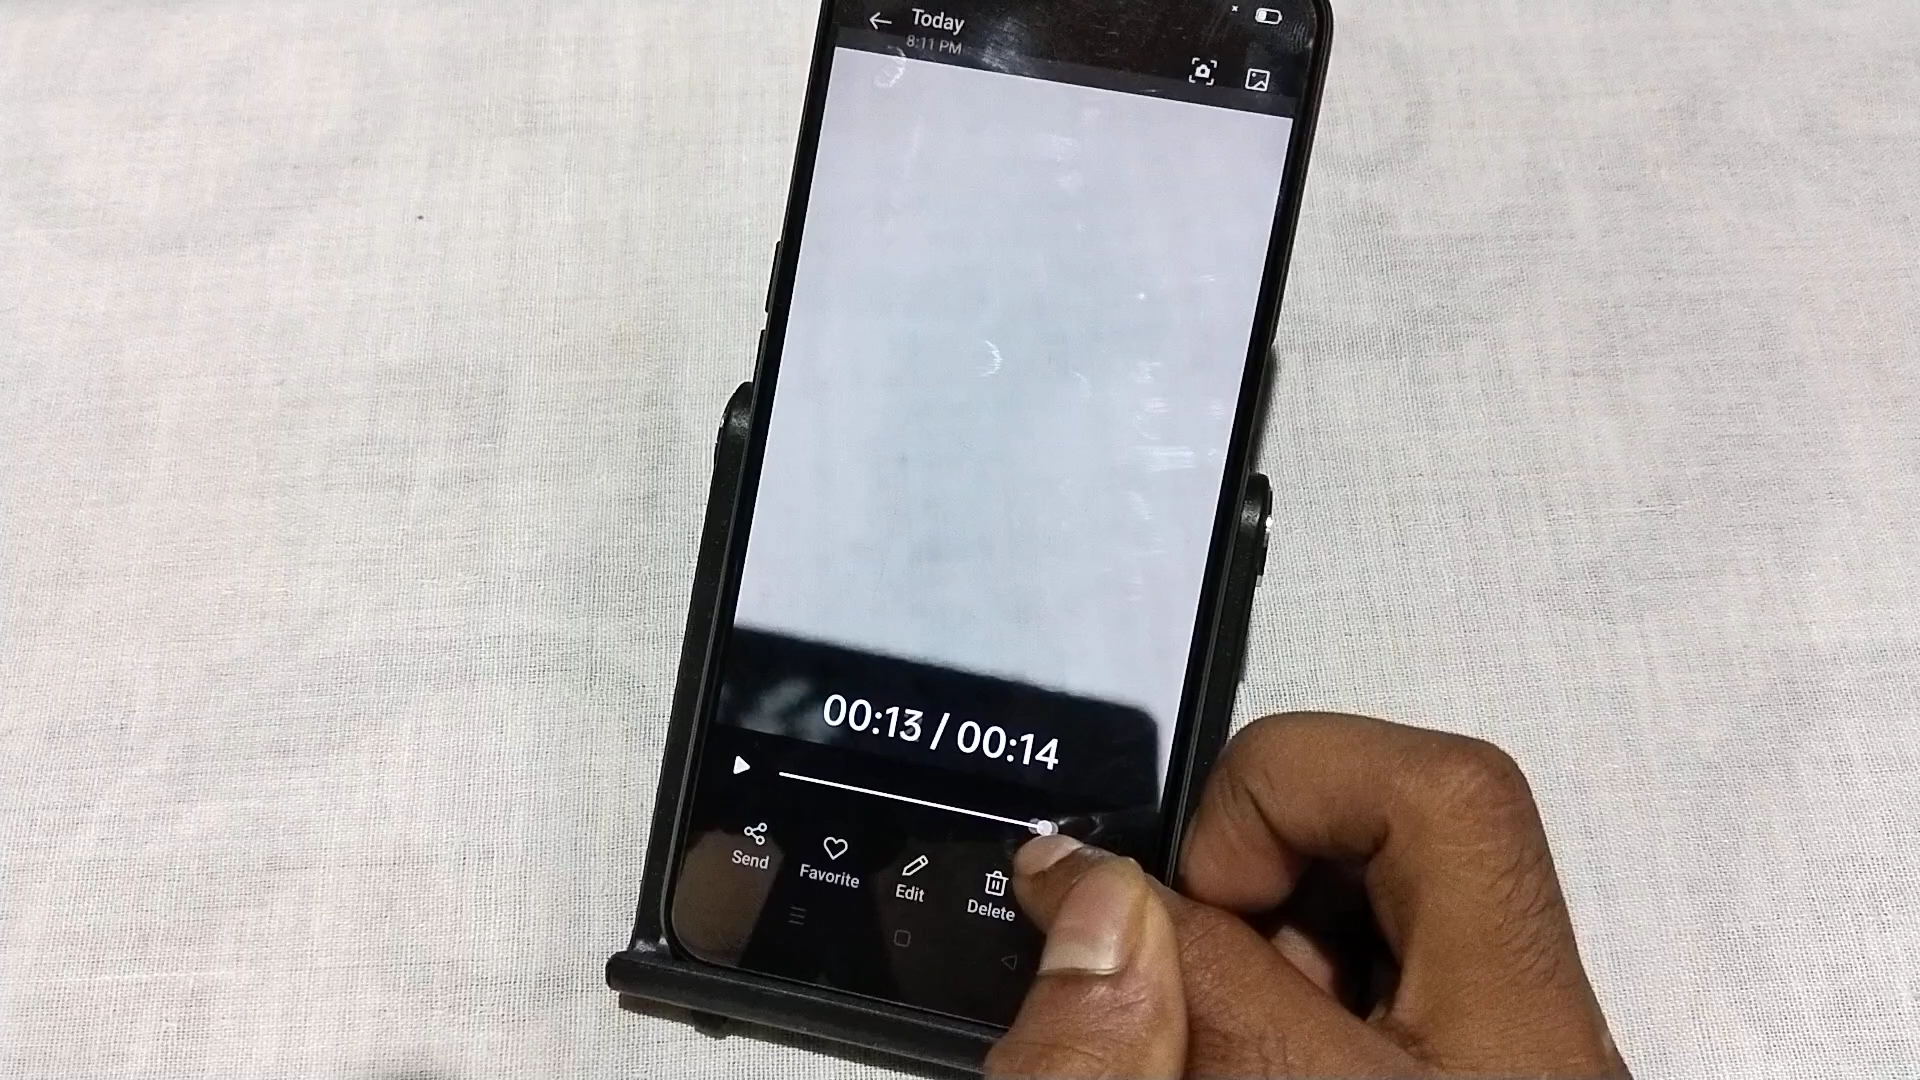 Today
8:11 PM
00:13 / 00:14
Send
Favorite
Edit
Delete